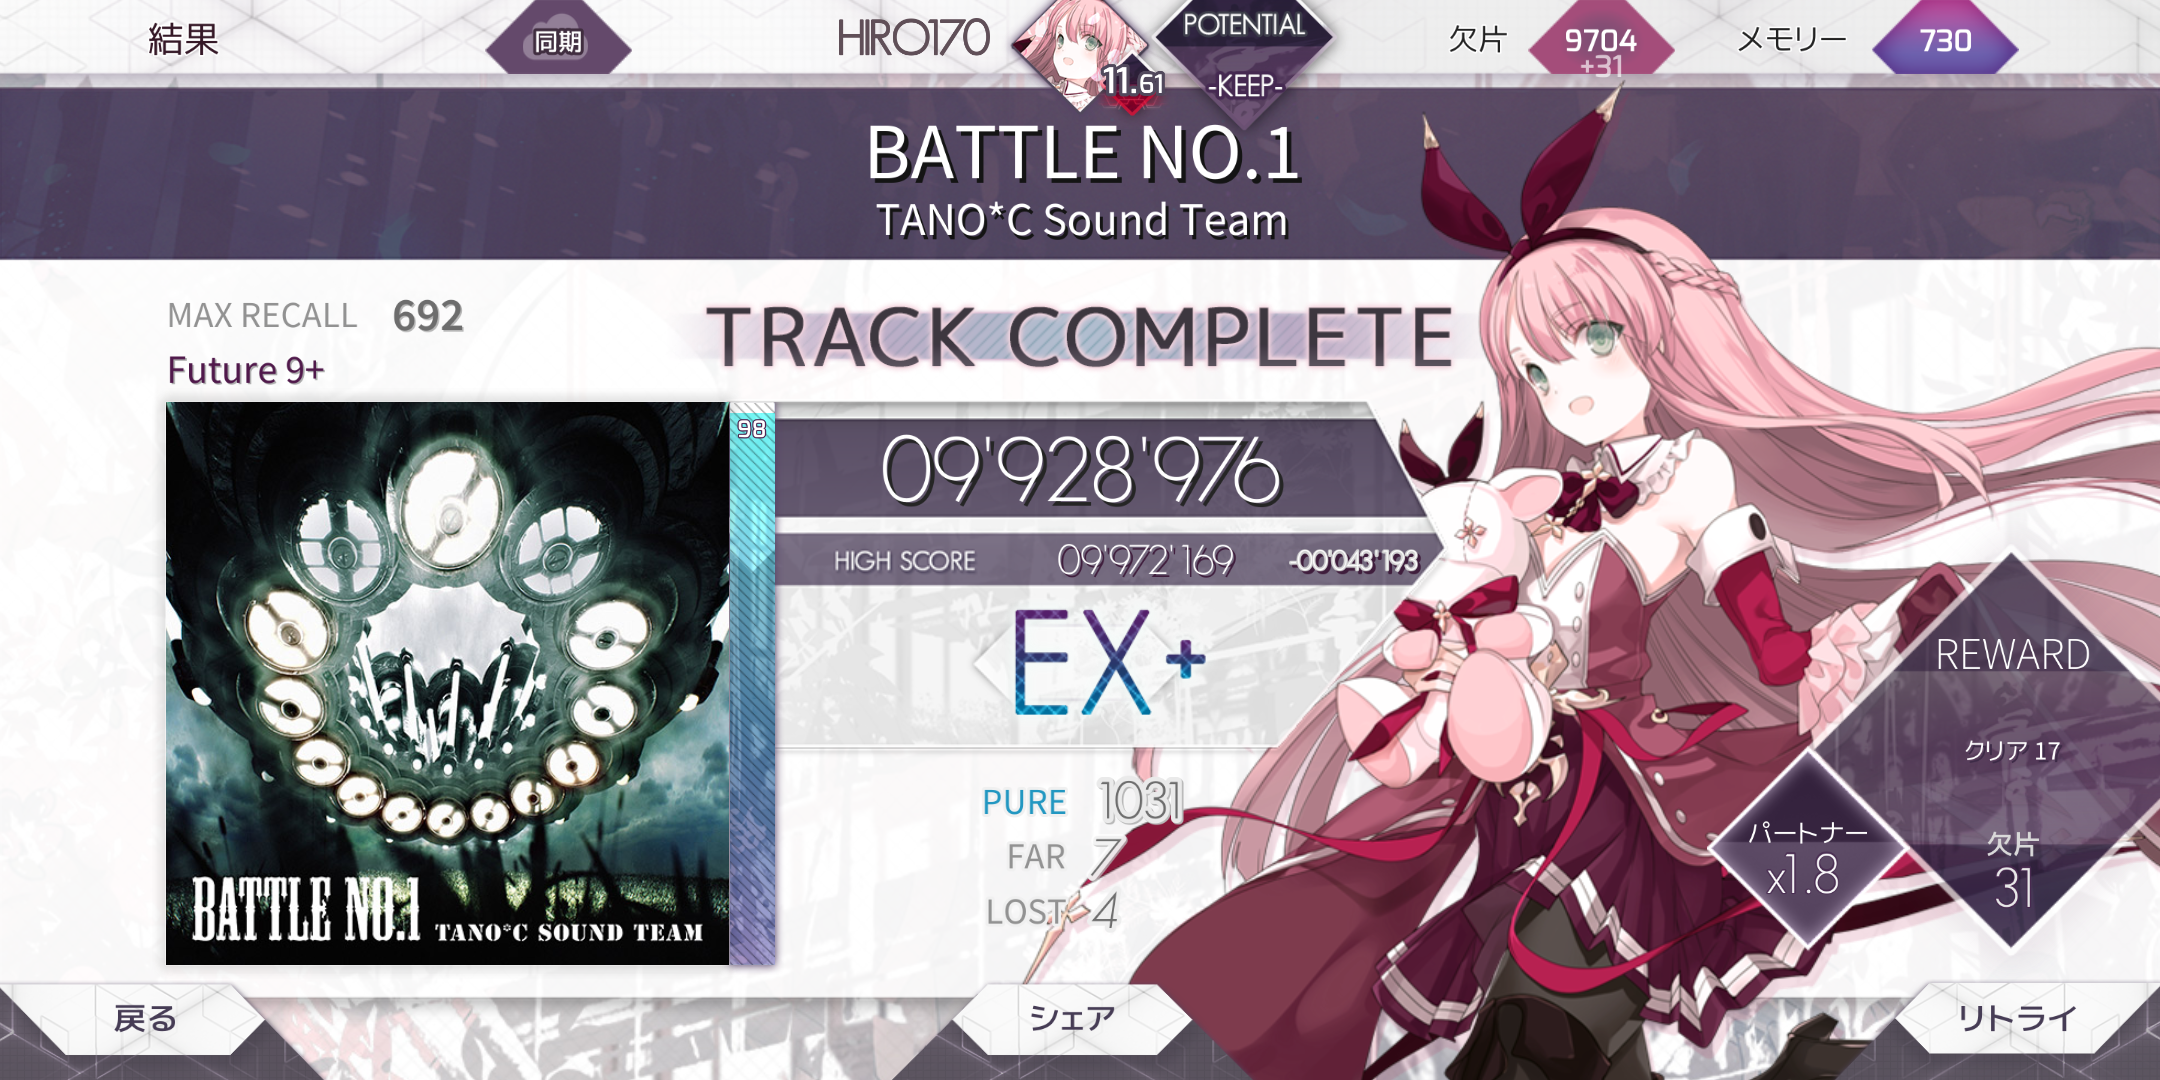 結果
同期
HIRO170
11.61
POTENTIAL
-KEEP-
欠片
9704
+31
メモリー
730
BATTLE NO.1
TANO*C Sound Team
MAX RECALL 692
Future 9+
TRACK COMPLETE
98
09'928'976
HIGH SCORE 09'972'169 -00'043'193
EX+
BATTLE NO.1 TANO*C SOUND TEAM
PURE 1031
FAR 7
LOST 4
REWARD
クリア 17
パートナー
x1.8
欠片
31
戻る
シェア
リトライ